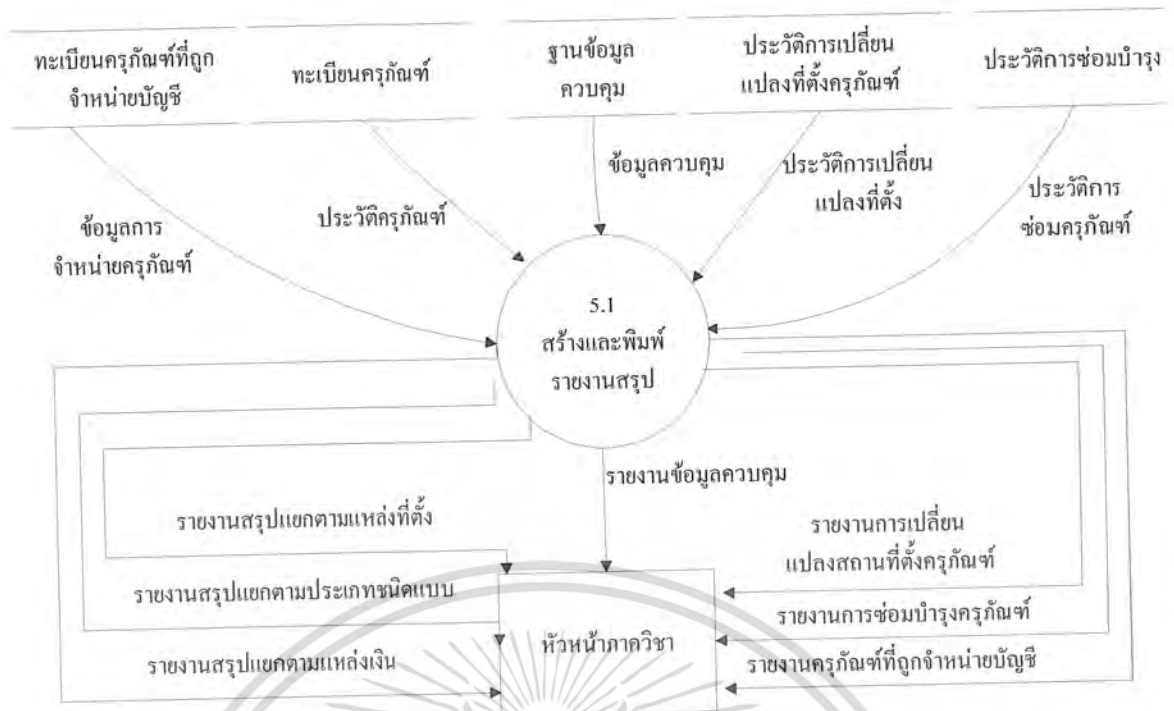 ทะเบียนครุภัณฑ์ที่ถูก
จำหน่ายบัญชี
ทะเบียนครุภัณฑ์
ฐานข้อมูล
ควบคุม
ประวัติการเปลี่ยน
แปลงที่ตั้งครุภัณฑ์
ประวัติการซ่อมบำรุง
ข้อมูลการ
จำหน่ายครุภัณฑ์
ประวัติครุภัณฑ์
ข้อมูลควบคุม
ประวัติการเปลี่ยน
แปลงที่ตั้ง
ประวัติการ
ซ่อมครุภัณฑ์
5.1
สร้างและพิมพ์
รายงานสรุป
รายงานข้อมูลควบคุม
รายงานสรุปแยกตามแหล่งที่ตั้ง
รายงานสรุปแยกตามประเภทชนิดแบบ
รายงานสรุปแยกตามแหล่งเงิน
หัวหน้าภาควิชา
รายงานการเปลี่ยน
แปลงสถานที่ตั้งครุภัณฑ์
รายงานการซ่อมบำรุงครุภัณฑ์
รายงานครุภัณฑ์ที่ถูกจำหน่ายบัญชี